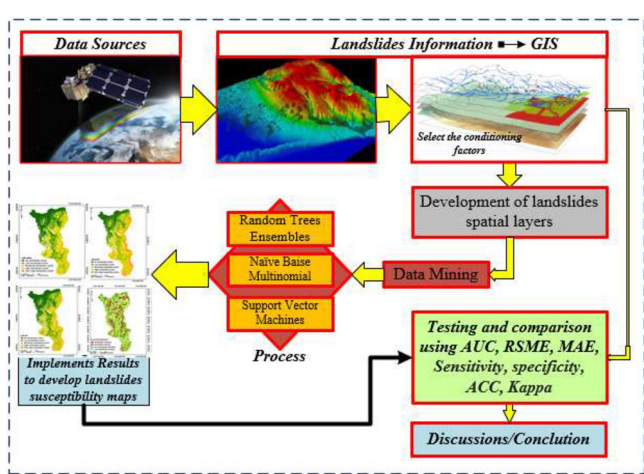 Data Sources
Landslides Information GIS
Select the conditioning
factors
Development of landslides
spatial layers
Random Trees
Ensembles
Naïve Baise
Multinomial
Support Vector
Machines
Data Mining
Process
Implements Results
to develop landslides
susceptibility maps
Testing and comparison
using AUC, RSME, MAE,
Sensitivity, specificity,
ACC, Kappa
Discussions/Conclution